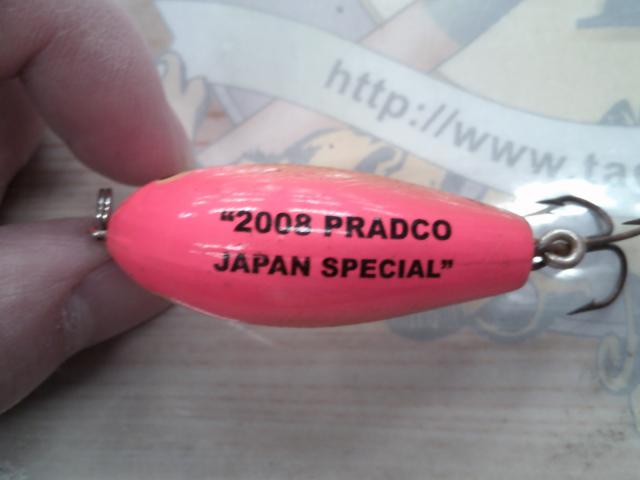 http://www.ta
“2008 PRADCO
JAPAN SPECIAL”